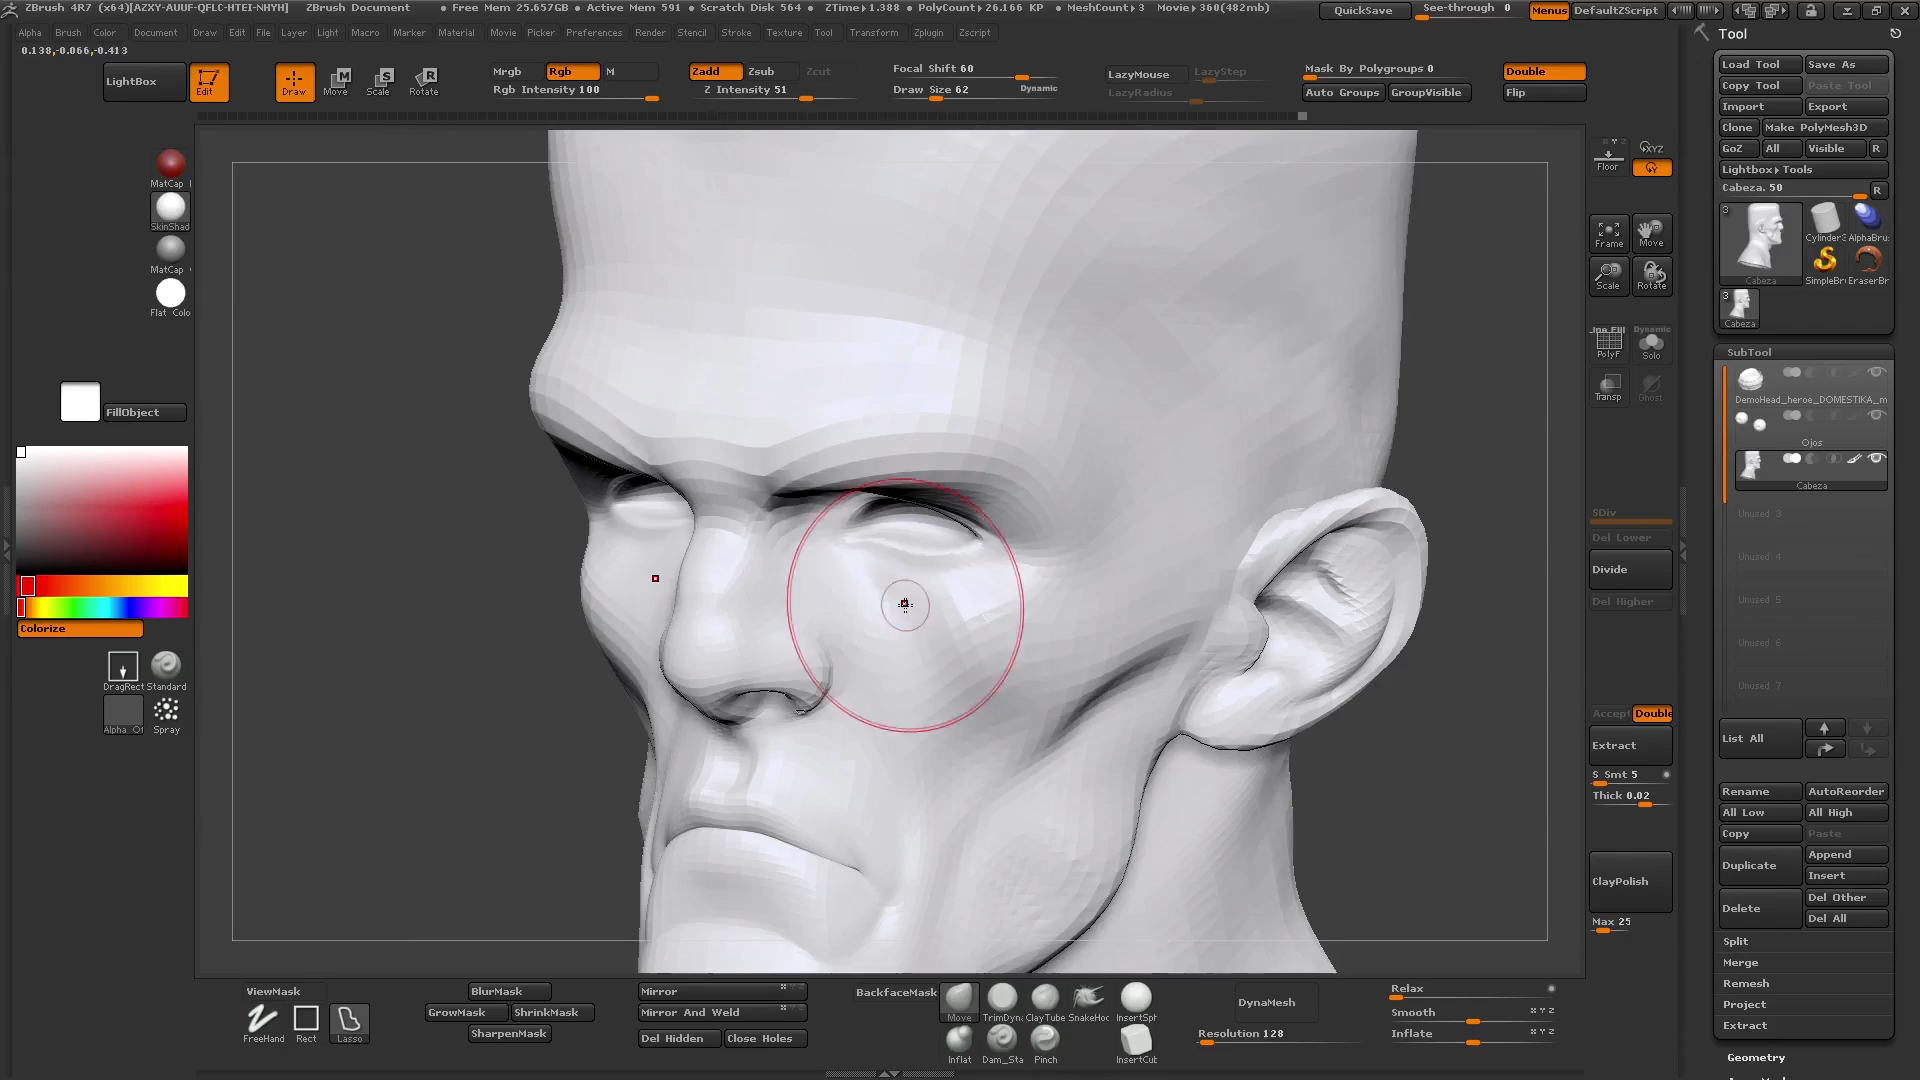 ZBrush 4R7 (x64)[AZXY-AUUF-QFLC-HTEI-NHYH] ZBrush Document • Free Mem 25.657GB • Active Mem 591 • Scratch Disk 564 • ZTime▸1.388 • PolyCount▸26.166 KP • MeshCount▸3 Movie▸360(482mb) QuickSave See-through 0 Menus DefaultZScript
Alpha Brush Color Document Draw Edit File Layer Light Macro Marker Material Movie Picker Preferences Render Stencil Stroke Texture Tool Transform Zplugin Zscript
0.138,-0.066,-0.413
LightBox
Edit
Draw
Move
Scale
Rotate
Mrgb Rgb M
Rgb Intensity 100
Zadd Zsub Zcut
Z Intensity 51
Focal Shift 60
Draw Size 62 Dynamic
LazyMouse LazyStep
LazyRadius
Mask By Polygroups 0
Auto Groups GroupVisible
Double
Flip
MatCap
SkinShad
MatCap
Flat Colo
FillObject
Colorize
DragRect Standard
Alpha Of Spray
Floor
XYZ
Frame Move
Scale Rotate
Line Fill Dynamic
PolyF Solo
Transp Ghost
SDiv
Del Lower
Divide
Del Higher
Accept Double
Extract
S Smt 5
Thick 0.02
ClayPolish
Max 25
Tool
Load Tool Save As
Copy Tool Paste Tool
Import Export
Clone Make PolyMesh3D
GoZ All Visible R
Lightbox▸Tools
Cabeza. 50 R
3
Cylinder3 AlphaBru
Cabeza SimpleBr EraserBr
3
Cabeza
SubTool
DemoHead_heroe_DOMESTIKA_m
Ojos
Cabeza
Unused 3
Unused 4
Unused 5
Unused 6
Unused 7
List All
Rename AutoReorder
All Low All High
Copy Paste
Duplicate Append
Insert
Delete Del Other
Del All
Split
Merge
Remesh
Project
Extract
Geometry
ViewMask
FreeHand Rect Lasso
BlurMask
GrowMask ShrinkMask
SharpenMask
Mirror
Mirror And Weld
Del Hidden Close Holes
BackfaceMask
Move TrimDyna ClayTube SnakeHoo InsertSph
Inflat Dam_Sta Pinch InsertCub
DynaMesh
Resolution 128
Relax
Smooth X Y Z
Inflate X Y Z